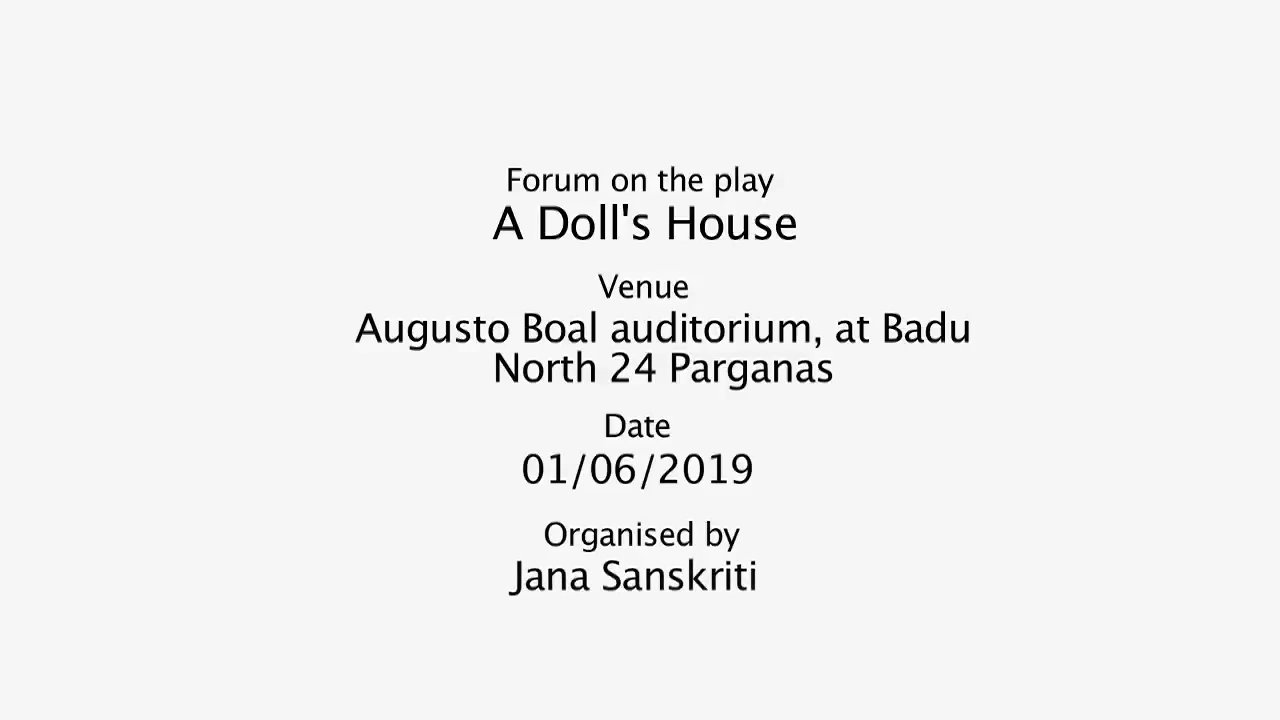 Forum on the play
A Doll's House
Venue
Augusto Boal auditorium, at Badu
North 24 Parganas
Date
01/06/2019
Organised by
Jana Sanskriti